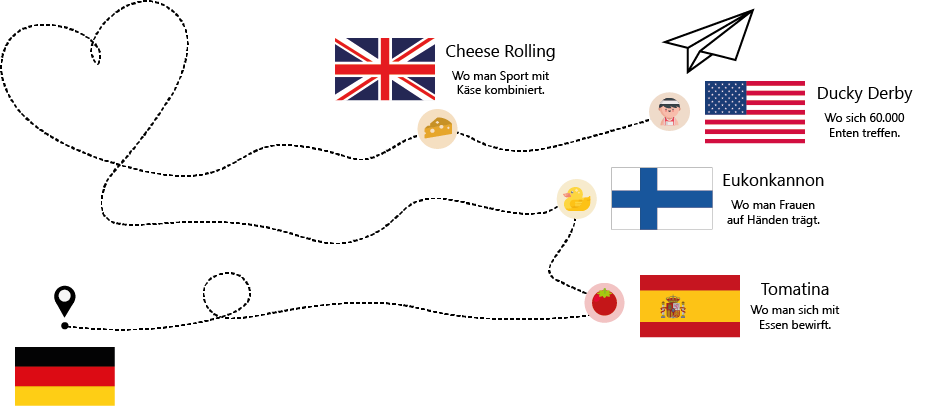 Cheese Rolling
Wo man Sport mit
Käse kombiniert.
Ducky Derby
Wo sich 60.000
Enten treffen.
Eukonkannon
Wo man Frauen
auf Händen trägt.
Tomatina
Wo man sich mit
Essen bewirft.